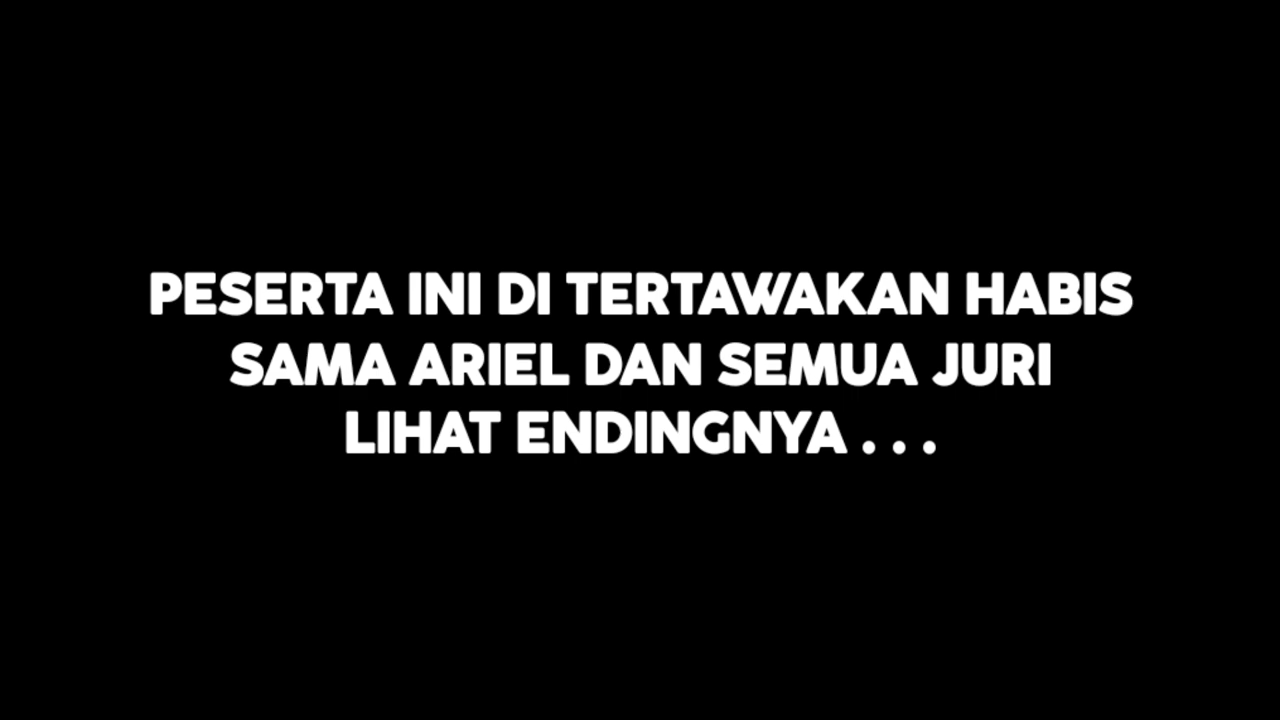 PESERTA INI DI TERTAWAKAN HABIS
SAMA ARIEL DAN SEMUA JURI
LIHAT ENDINGNYA . . .